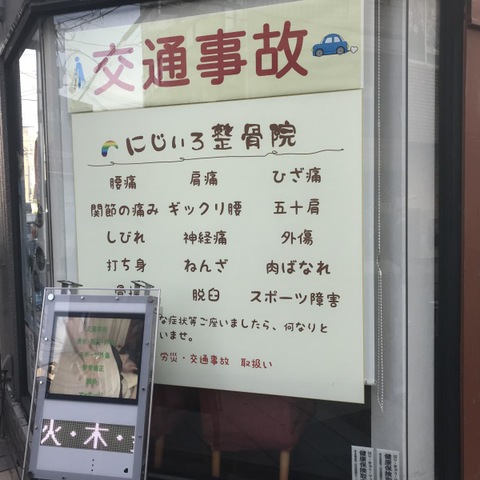 交通事故
にじいろ整骨院
腰痛 肩痛 ひざ痛
関節の痛み ギックリ腰 五十肩
しびれ 神経痛 外傷
打ち身 ねんざ 肉ばなれ
脱臼 スポーツ障害
な症状等ご座いましたら、何なりと
いませ。
労災・交通事故 取扱い
火・木・